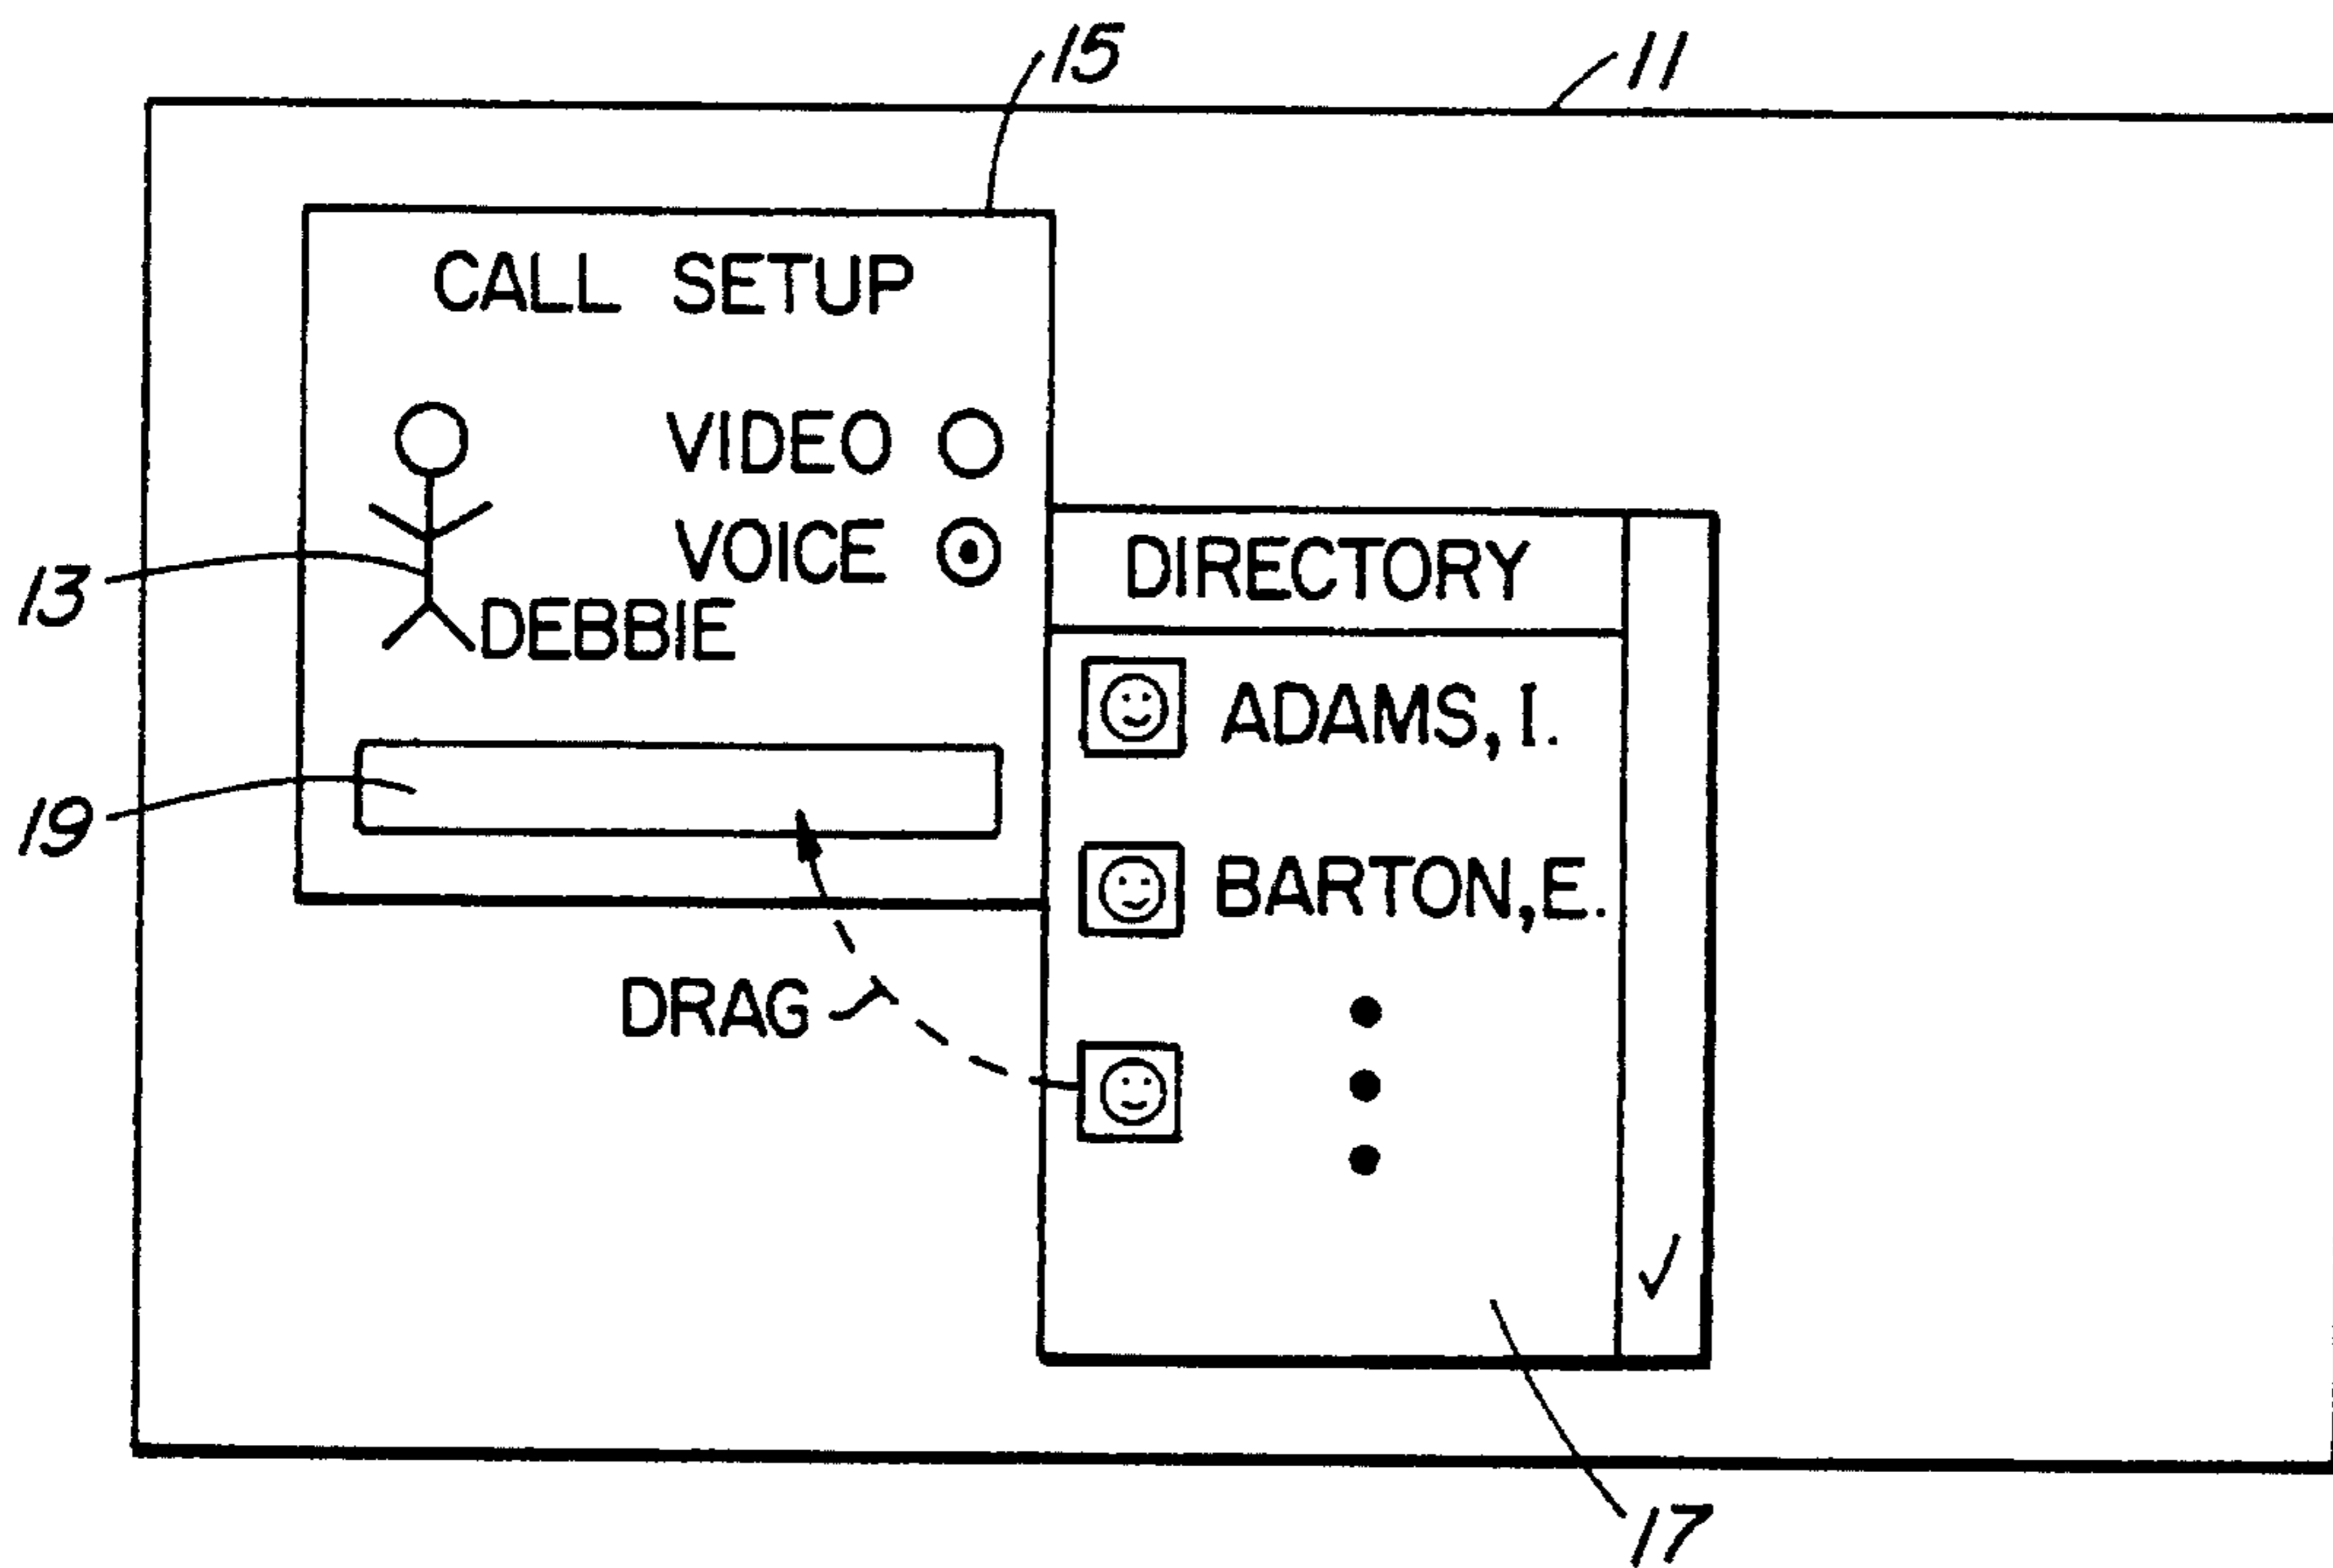 15
11
CALL SETUP
VIDEO
VOICE
13
DEBBIE
DIRECTORY
ADAMS, I.
19
BARTON, E.
DRAG
17